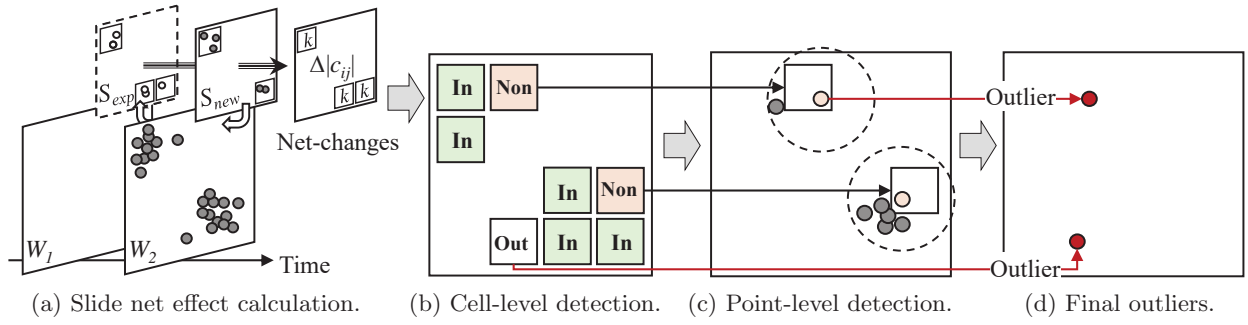 S_exp
S_new
k
Δ|c_ij|
k k
Net-changes
W_1
W_2
Time
In
Non
In
In
Non
Out
In
In
Outlier
Outlier
(a) Slide net effect calculation.
(b) Cell-level detection.
(c) Point-level detection.
(d) Final outliers.